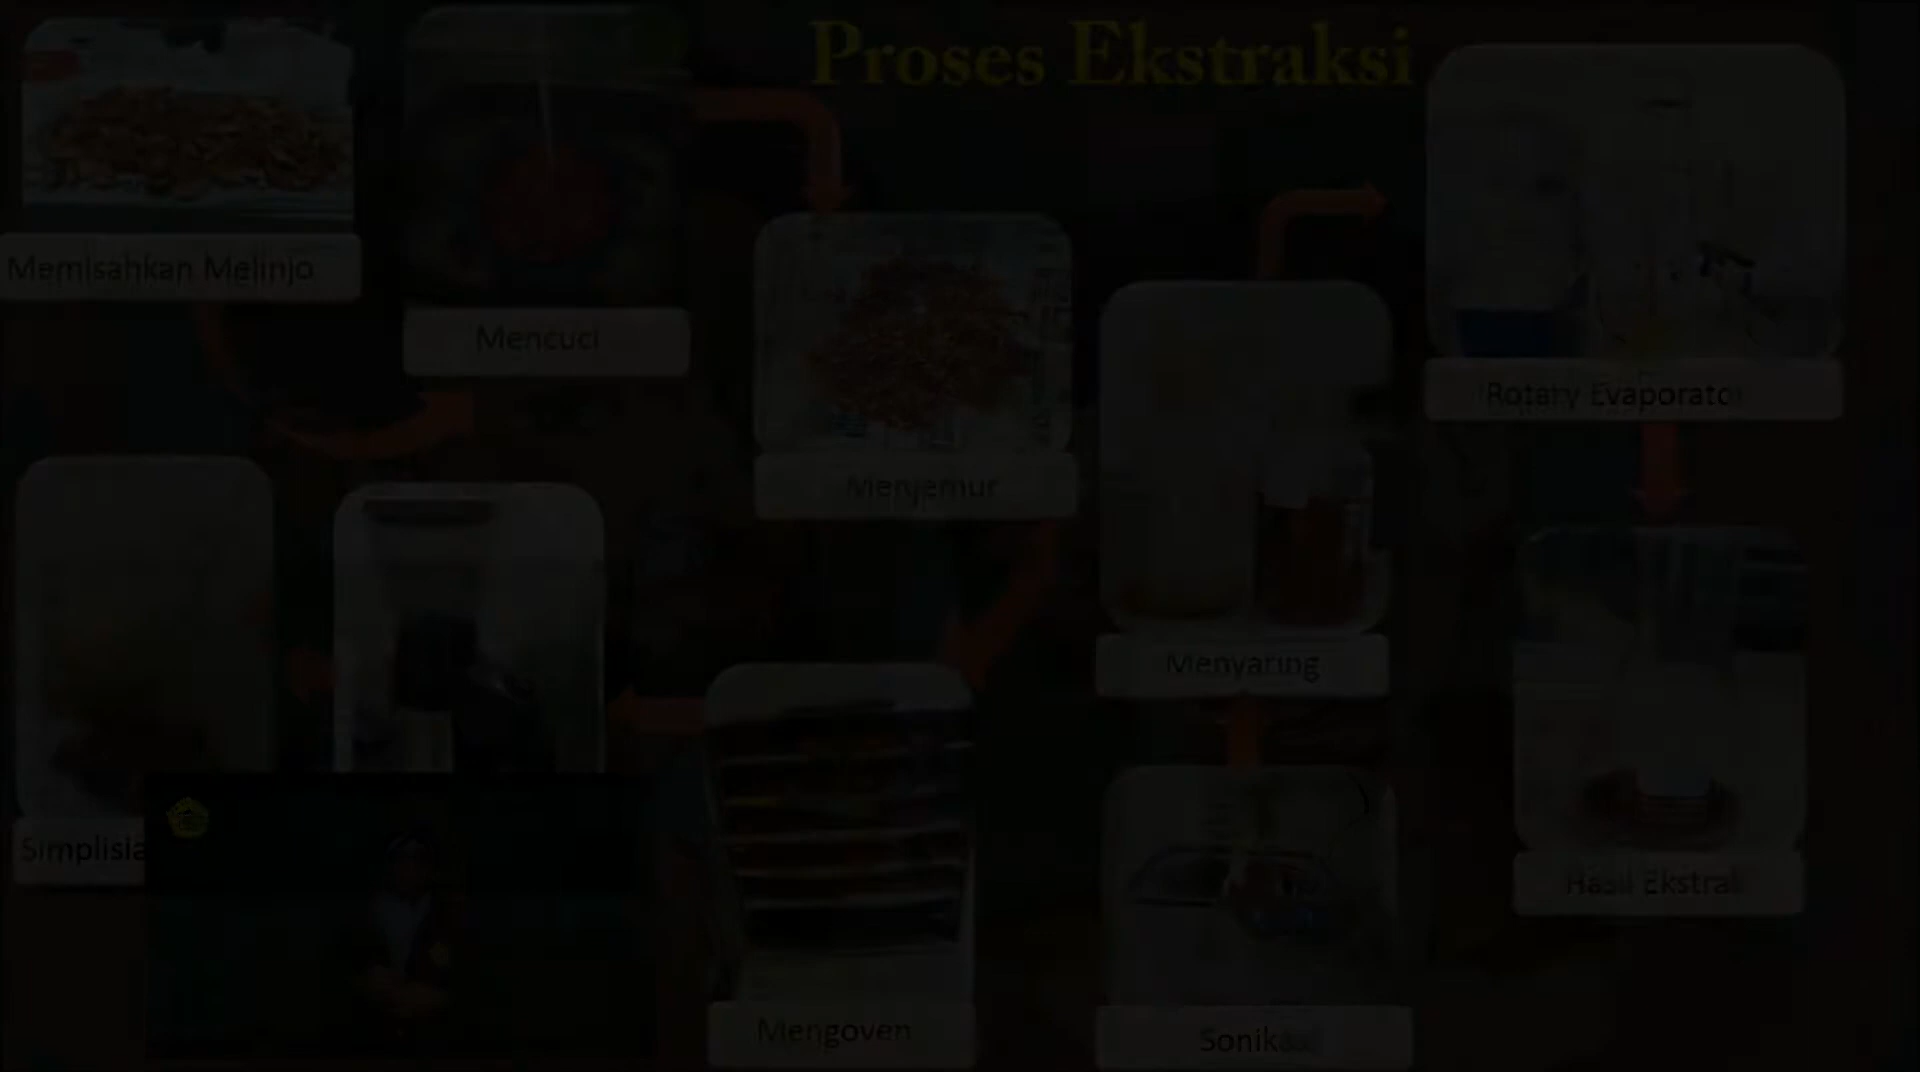 Proses Ekstraksi
Memisahkan Melinjo
Mencuci
Menjemur
Rotary Evaporator
Menyaring
Simplisia
Mengoven
Hasil Ekstrak